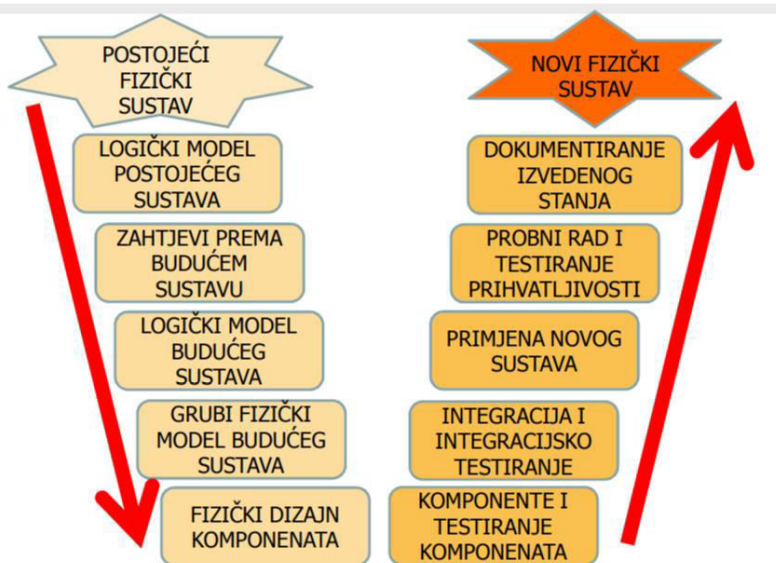 POSTOJEĆI
FIZIČKI
SUSTAV
LOGIČKI MODEL
POSTOJEĆEG
SUSTAVA
ZAHTJEVI PREMA
BUDUĆEM
SUSTAVU
LOGIČKI MODEL
BUDUĆEG
SUSTAVA
GRUBI FIZIČKI
MODEL BUDUĆEG
SUSTAVA
FIZIČKI DIZAJN
KOMPONENATA
NOVI FIZIČKI
SUSTAV
DOKUMENTIRANJE
IZVEDENOG
STANJA
PROBNI RAD I
TESTIRANJE
PRIHVATLJIVOSTI
PRIMJENA NOVOG
SUSTAVA
INTEGRACIJA I
INTEGRACIJSKO
TESTIRANJE
KOMPONENTE I
TESTIRANJE
KOMPONENATA